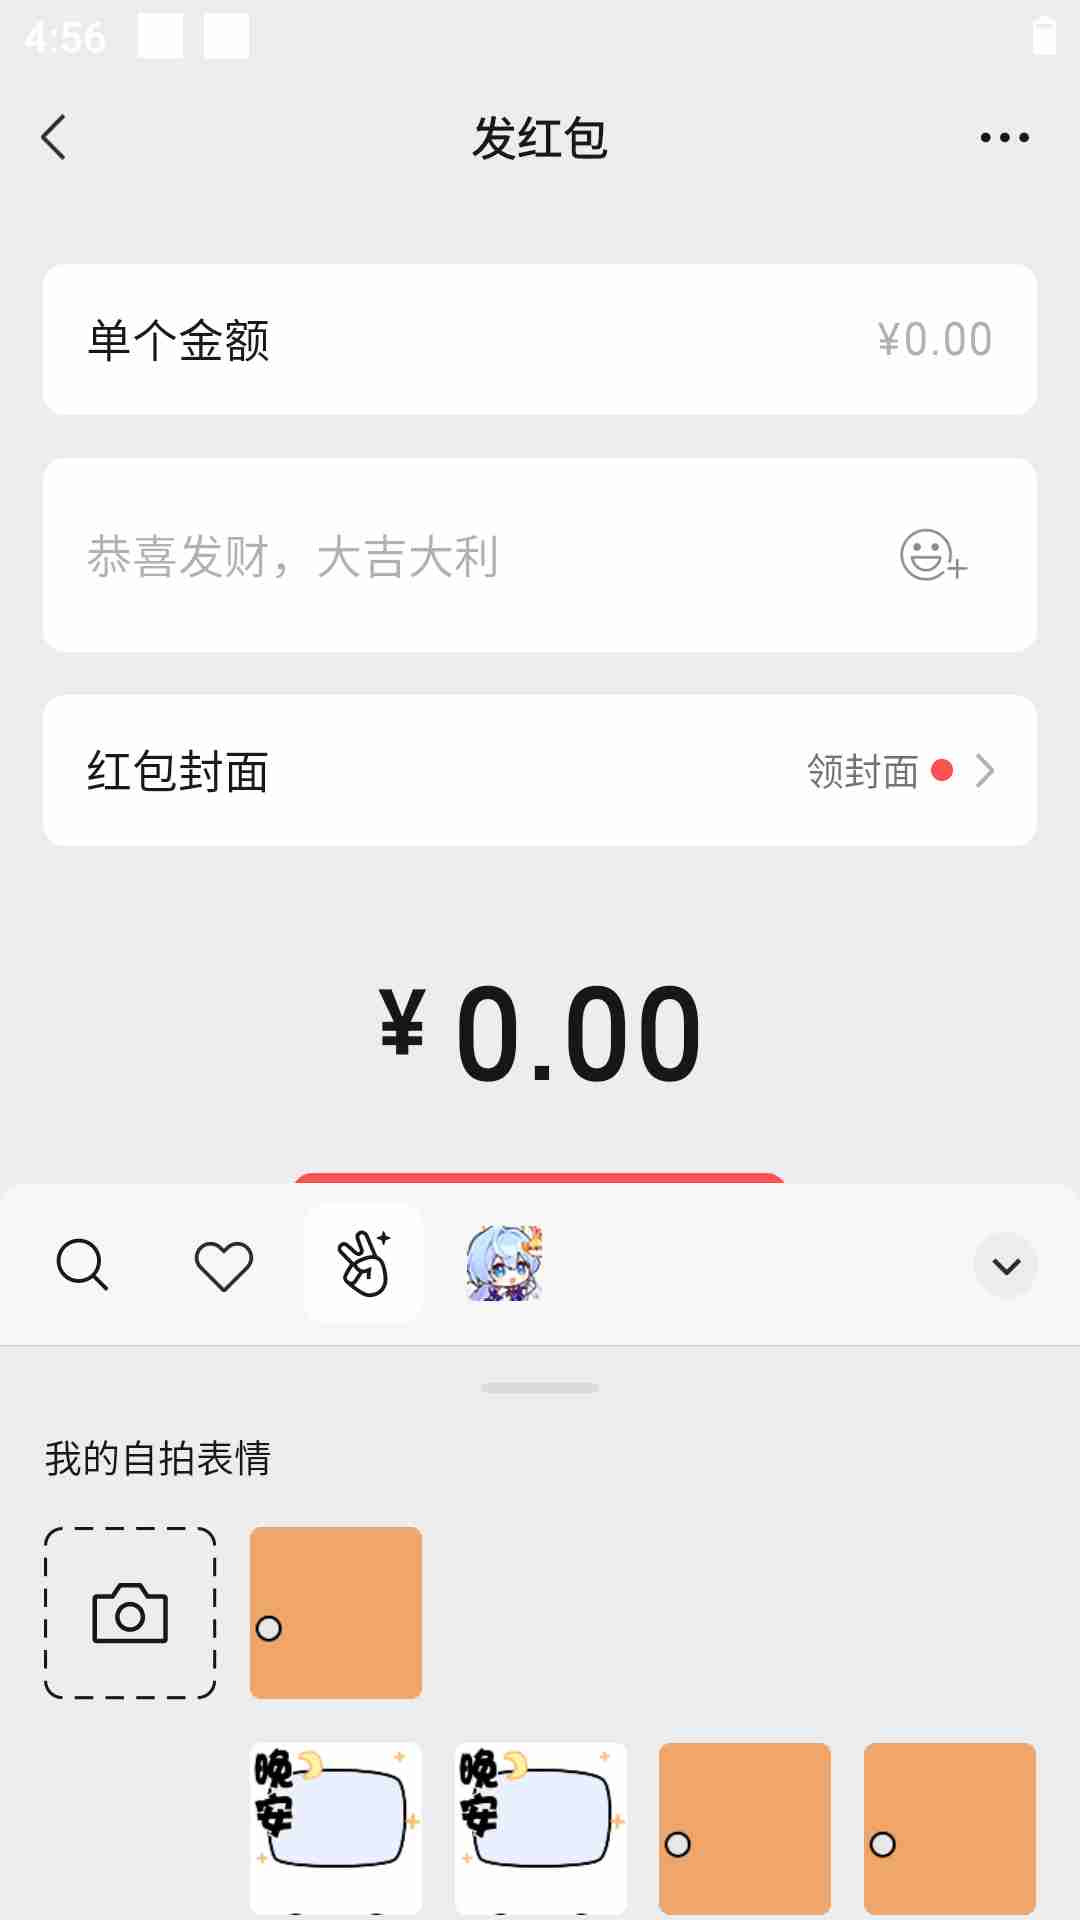 4:56
发红包
单个金额 ¥0.00
恭喜发财，大吉大利
红包封面 领封面
¥0.00
我的自拍表情
晚安 晚安